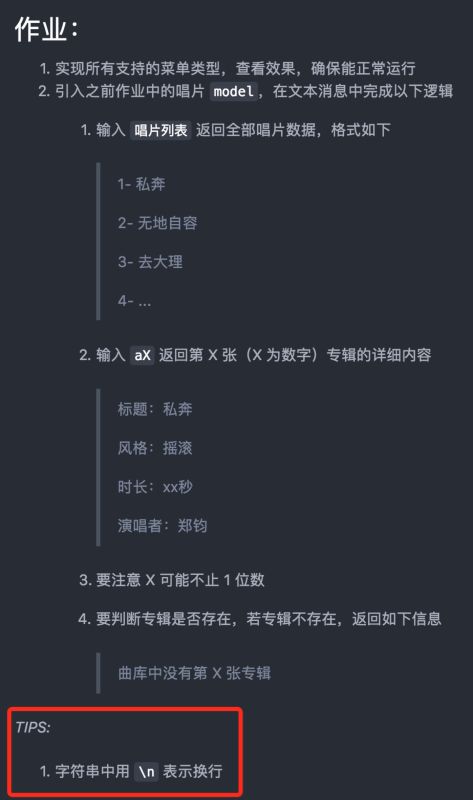 作业：
1. 实现所有支持的菜单类型，查看效果，确保能正常运行
2. 引入之前作业中的唱片 model，在文本消息中完成以下逻辑
1. 输入 唱片列表 返回全部唱片数据，格式如下
1- 私奔
2- 无地自容
3- 去大理
4- ...
2. 输入 aX 返回第 X 张（X 为数字）专辑的详细内容
标题：私奔
风格：摇滚
时长：xx秒
演唱者：郑钧
3. 要注意 X 可能不止 1 位数
4. 要判断专辑是否存在，若专辑不存在，返回如下信息
曲库中没有第 X 张专辑
TIPS:
1. 字符串中用 \n 表示换行